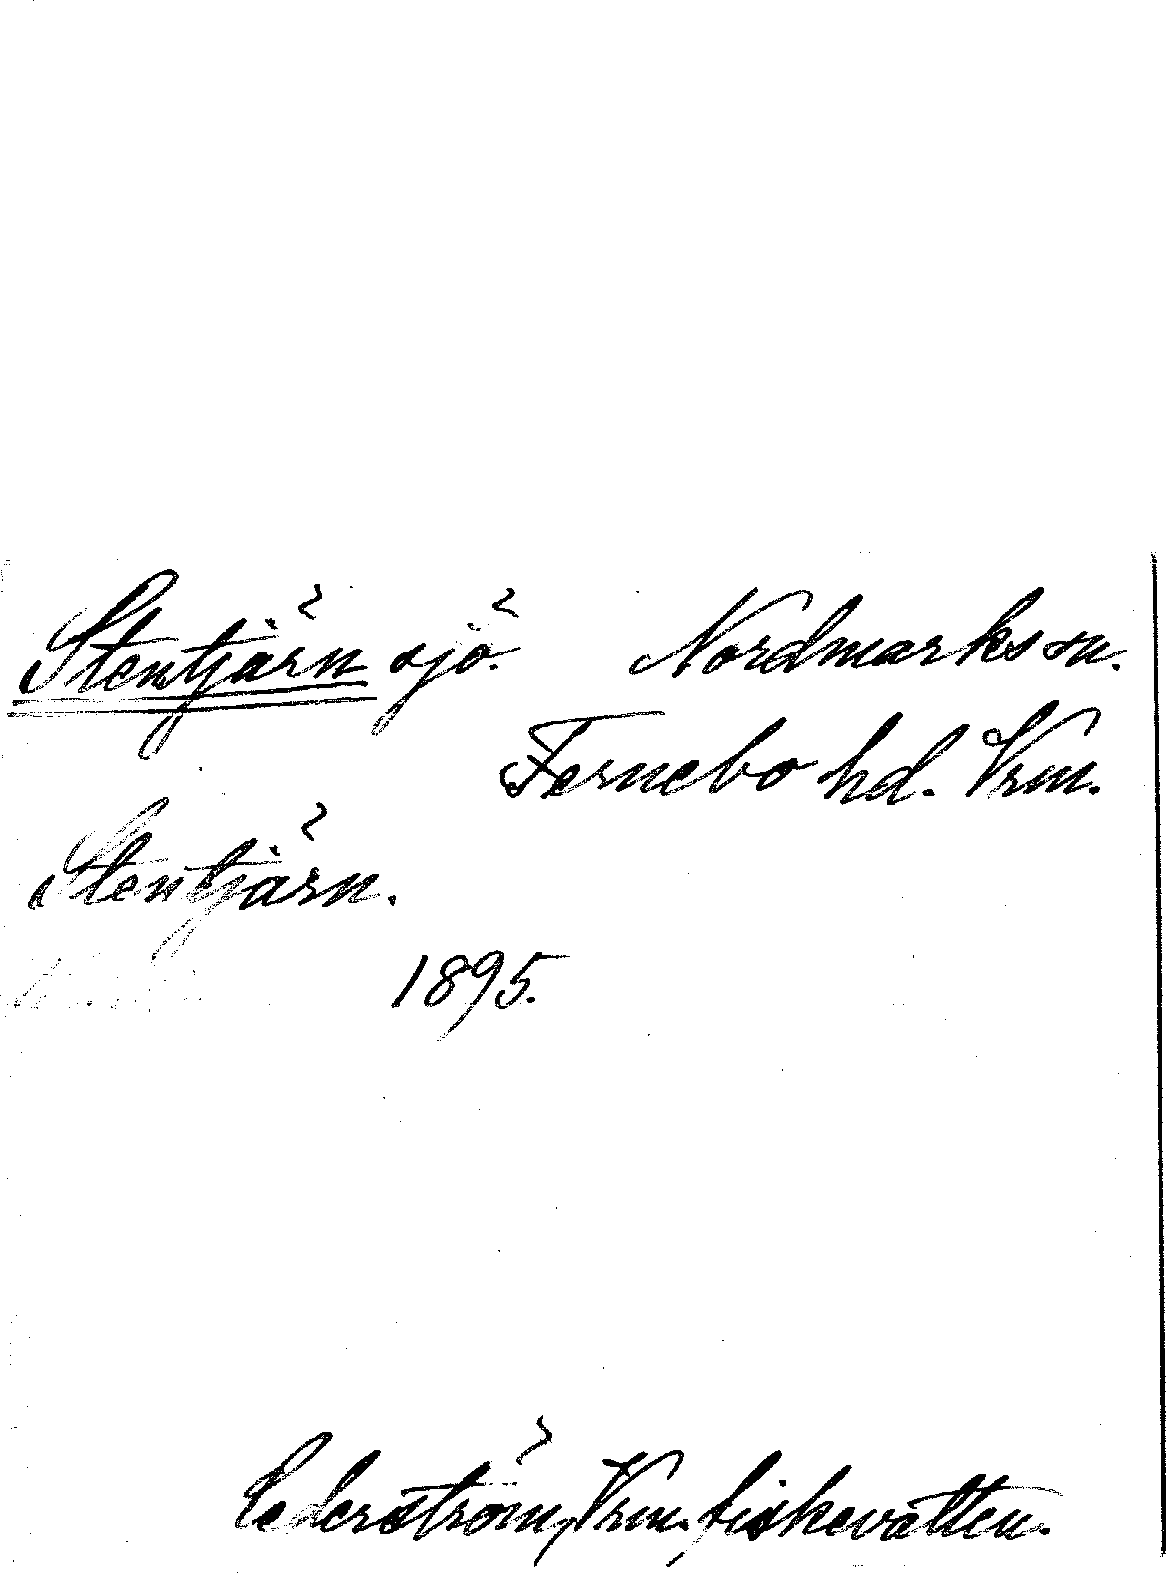 Stentjärn sjö. Nordmarks sn.
Fernebo hd. Vrm.
Stentjärn.
1895.
Cederström, Vrm. fiskevatten.